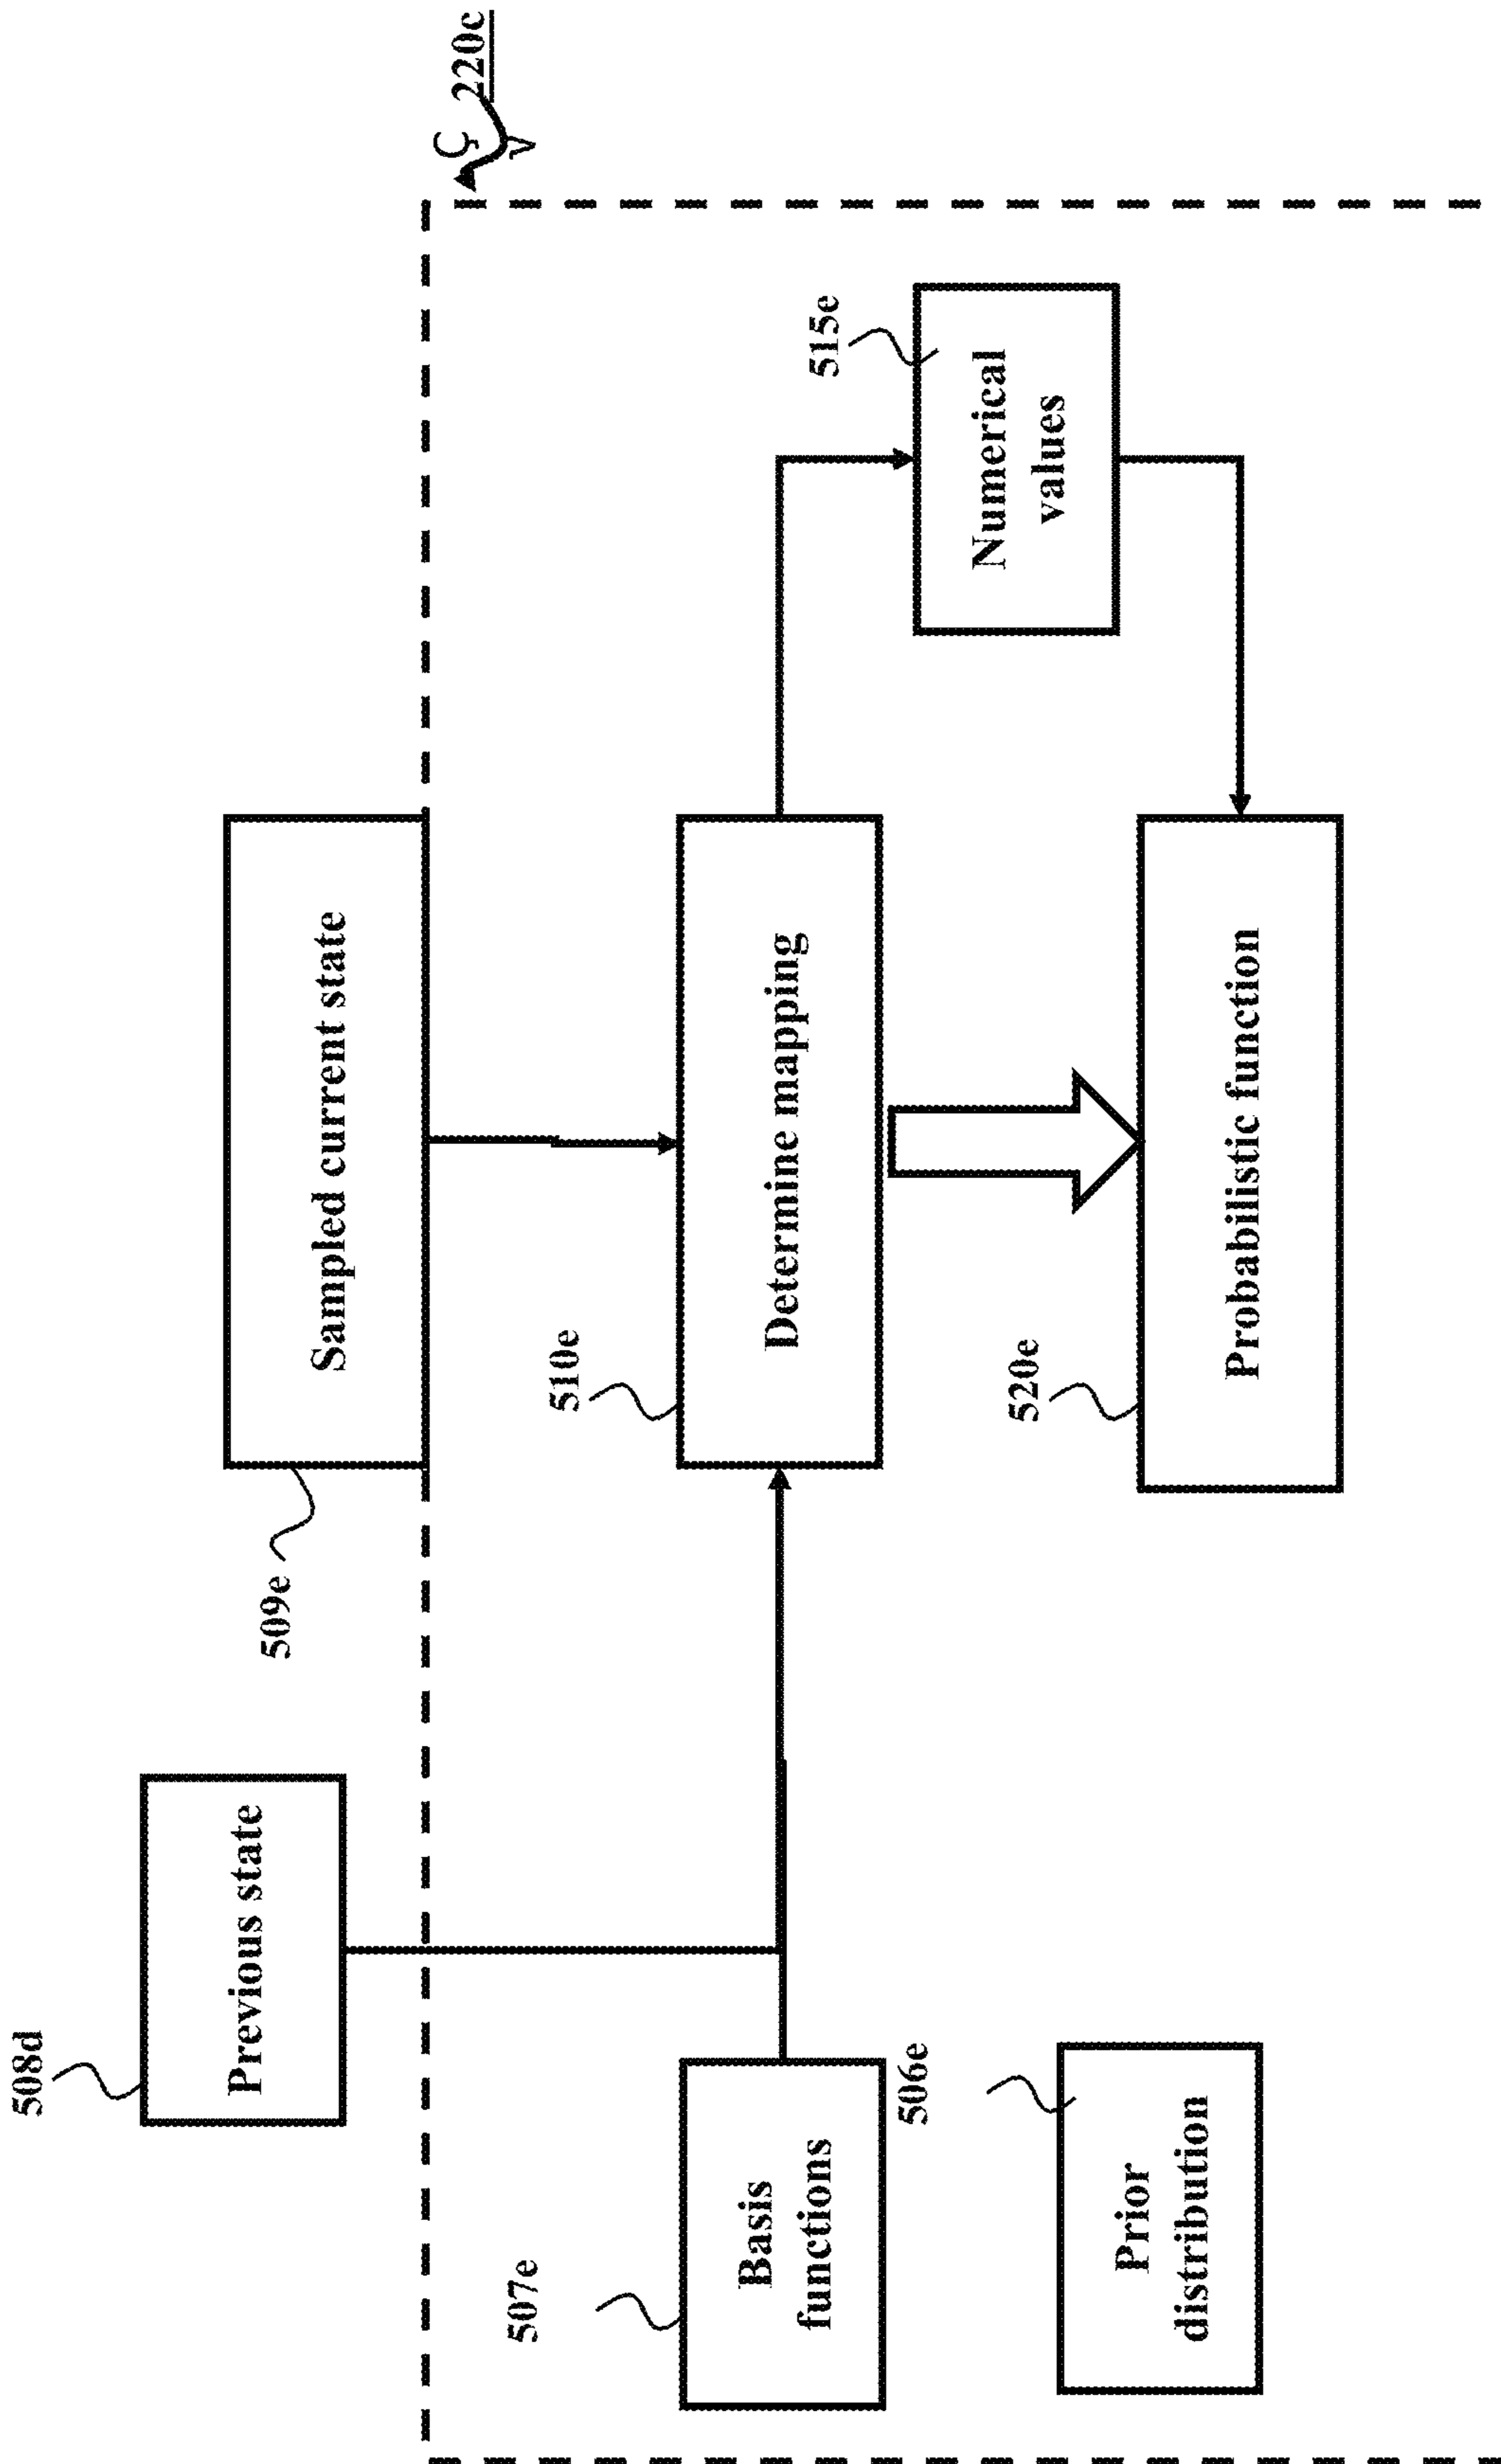 508d
Previous state
509e
Sampled current state
220c
507e
Basis
functions
510e
Determine mapping
515e
Numerical
values
506e
Prior
distribution
520e
Probabilistic function